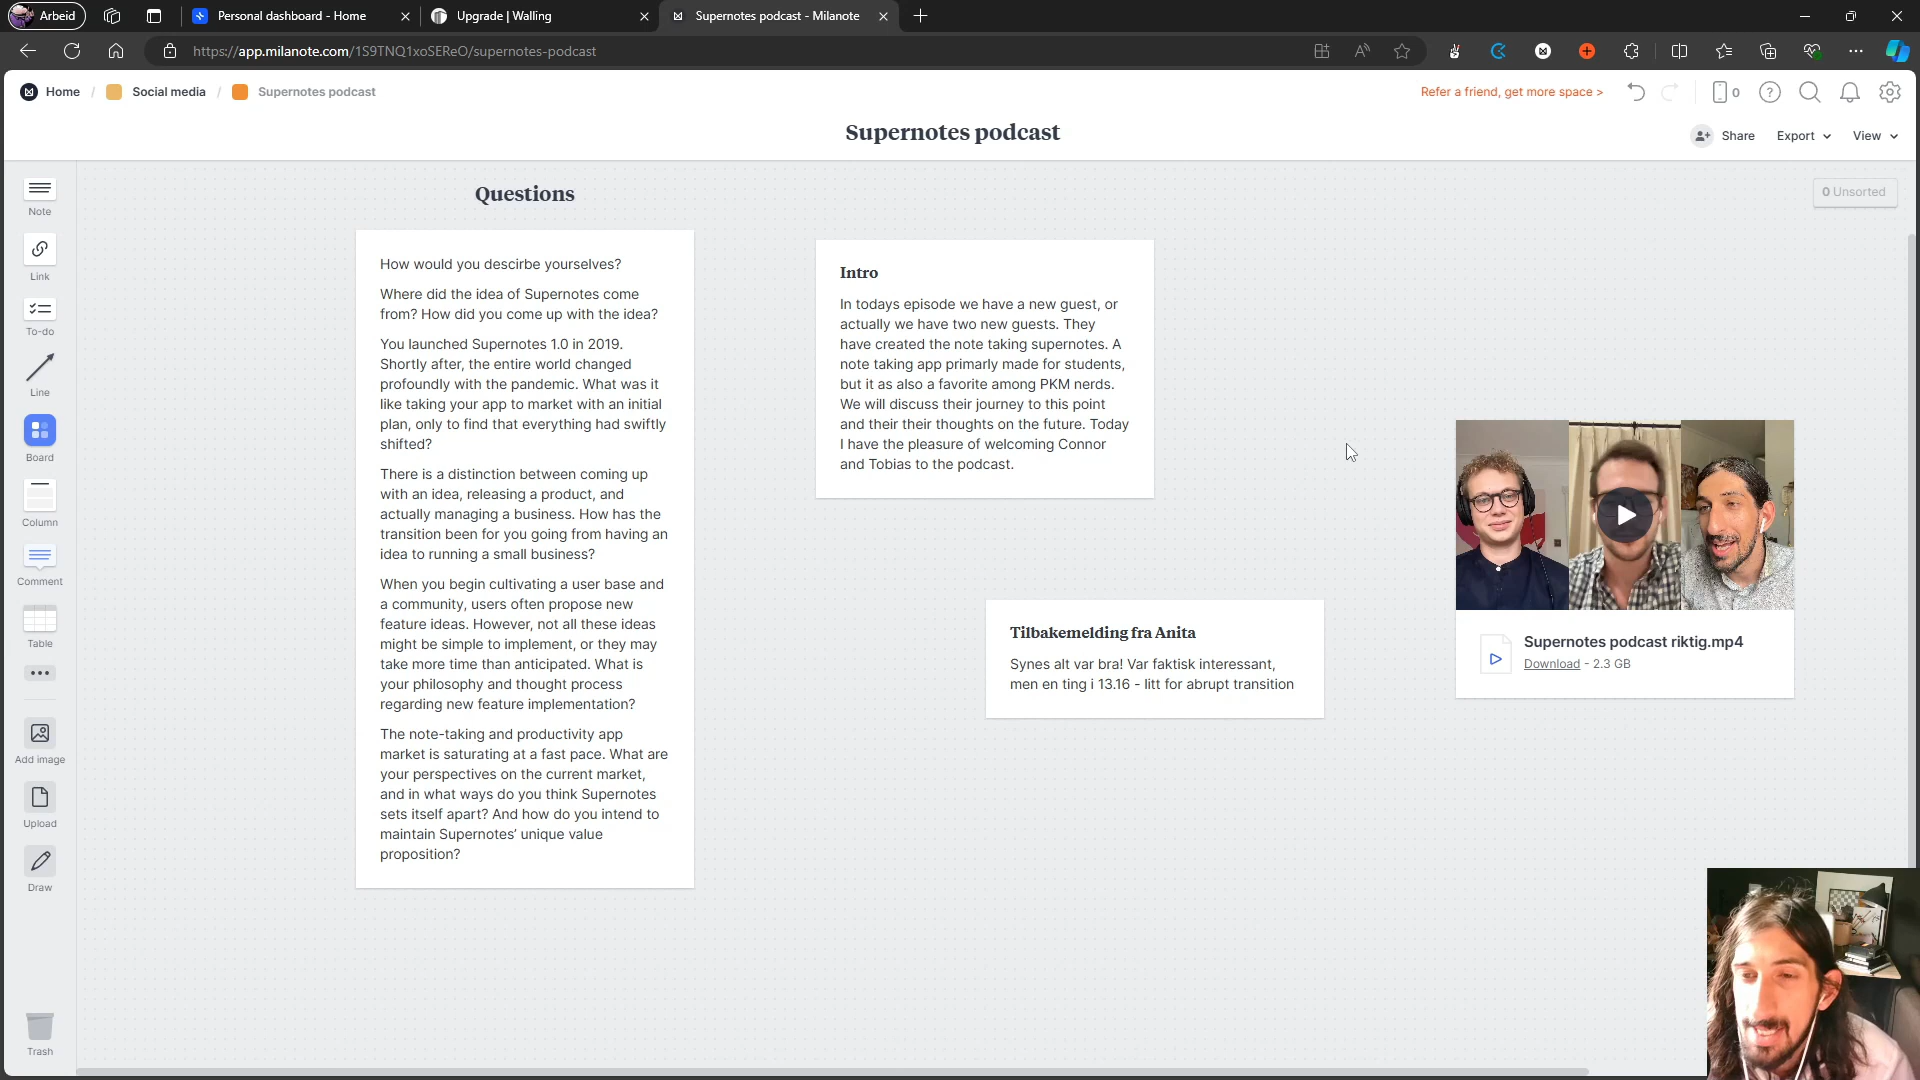 Arbeid
Personal dashboard - Home
Upgrade | Walling
Supernotes podcast - Milanote
https://app.milanote.com/1S9TNQ1xoSEReO/supernotes-podcast
Home / Social media / Supernotes podcast
Refer a friend, get more space >
0
Supernotes podcast
Share
Export
View
Note
Link
To-do
Line
Board
Column
Comment
Table
Add image
Upload
Draw
Trash
0 Unsorted
Questions
How would you descirbe yourselves?
Where did the idea of Supernotes come
from? How did you come up with the idea?
You launched Supernotes 1.0 in 2019.
Shortly after, the entire world changed
profoundly with the pandemic. What was it
like taking your app to market with an initial
plan, only to find that everything had swiftly
shifted?
There is a distinction between coming up
with an idea, releasing a product, and
actually managing a business. How has the
transition been for you going from having an
idea to running a small business?
When you begin cultivating a user base and
a community, users often propose new
feature ideas. However, not all these ideas
might be simple to implement, or they may
take more time than anticipated. What is
your philosophy and thought process
regarding new feature implementation?
The note-taking and productivity app
market is saturating at a fast pace. What are
your perspectives on the current market,
and in what ways do you think Supernotes
sets itself apart? And how do you intend to
maintain Supernotes’ unique value
proposition?
Intro
In todays episode we have a new guest, or
actually we have two new guests. They
have created the note taking supernotes. A
note taking app primarly made for students,
but it as also a favorite among PKM nerds.
We will discuss their journey to this point
and their their thoughts on the future. Today
I have the pleasure of welcoming Connor
and Tobias to the podcast.
Tilbakemelding fra Anita
Synes alt var bra! Var faktisk interessant,
men en ting i 13.16 - litt for abrupt transition
Supernotes podcast riktig.mp4
Download - 2.3 GB